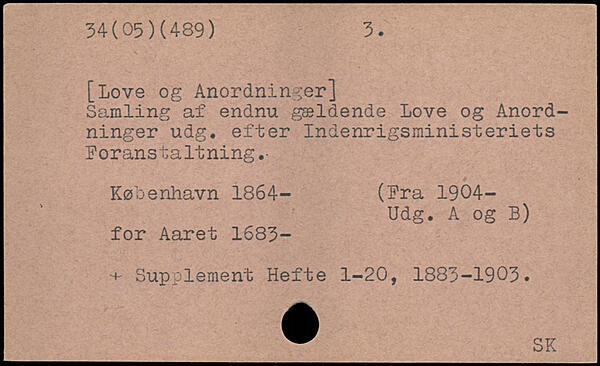 34(05)(489) 3.
[Love og Anordninger]
Samling af endnu gældende Love og Anord-
ninger udg. efter Indenrigsministeriets
Foranstaltning.
København 1864- (Fra 1904-
Udg. A og B)
for Aaret 1683-
+ Supplement Hefte 1-20, 1883-1903.
SK